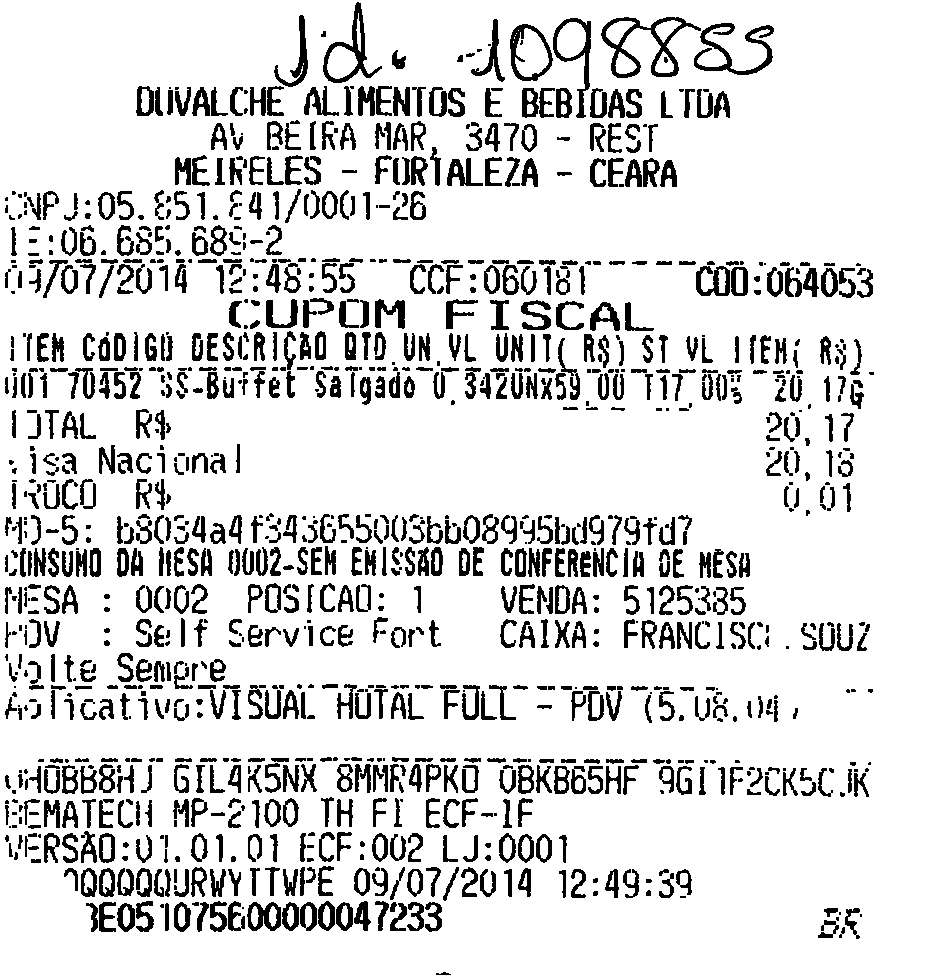 Id. 1098855
DUVALCHE ALIMENTOS E BEBIDAS LTDA
AV BEIRA MAR, 3470 - REST
MEIRELES - FORTALEZA - CEARA
CNPJ:05.851.841/0001-26
IE:06.685.689-2
09/07/2014 12:48:55 CCF:060181 COO:064053
CUPOM FISCAL
ITEM CÓDIGO DESCRIÇÃO QTD.UN.VL UNIT( R$) ST VL ITEM( R$)
001 70452 SS-Buffet Salgado 0,342UNX59,00 T17,00% 20,17G
TOTAL R$ 20,17
Visa Nacional 20,18
TROCO R$ 0,01
MD-5: b8034a4f343655003bb08995bd979fd7
CONSUMO DA MESA 0002-SEM EMISSÃO DE CONFERENCIA DE MESA
MESA : 0002 POSICAO: 1 VENDA: 5125385
PDV : Self Service Fort CAIXA: FRANCISCO.SOUZ
Volte Sempre
Aplicativo:VISUAL HOTAL FULL - PDV (5.08.04)
GIL4K5NX 8MMR4PKO 0BKB65HF
BEMATECH MP-2100 TH FI ECF-IF
VERSÃO:01.01.01 ECF:002 LJ:0001
QQQQQQURWYITWPE 09/07/2014 12:49:39
BE051075600000047233 BR